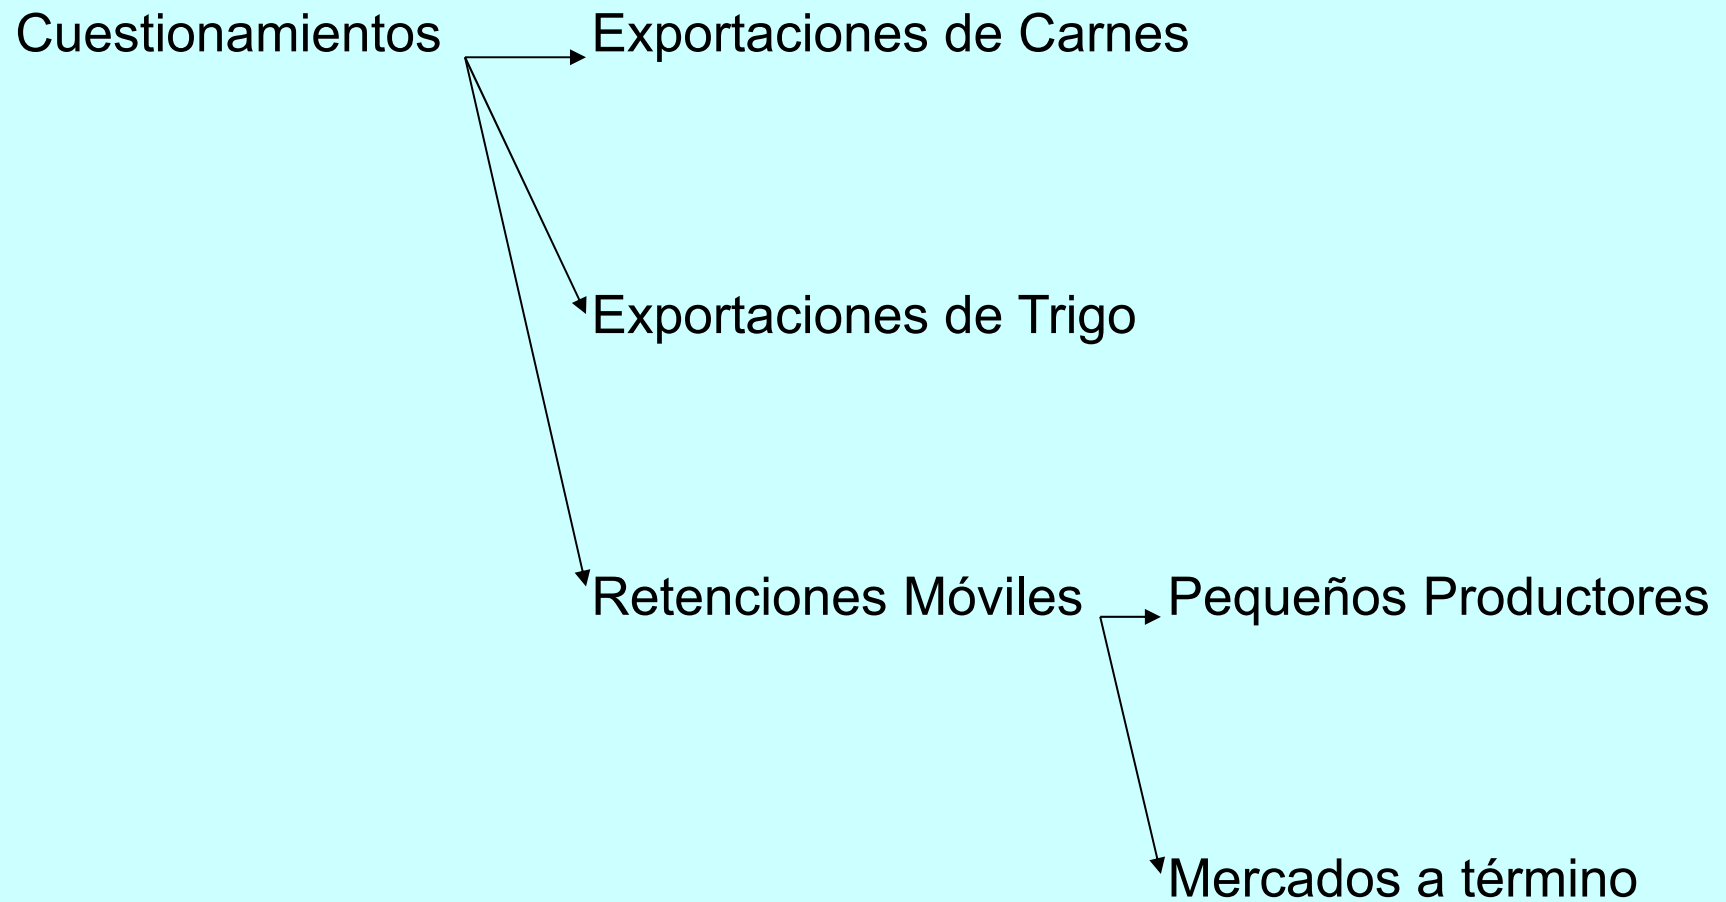 Cuestionamientos
Exportaciones de Carnes
Exportaciones de Trigo
Retenciones Móviles
Pequeños Productores
Mercados a término